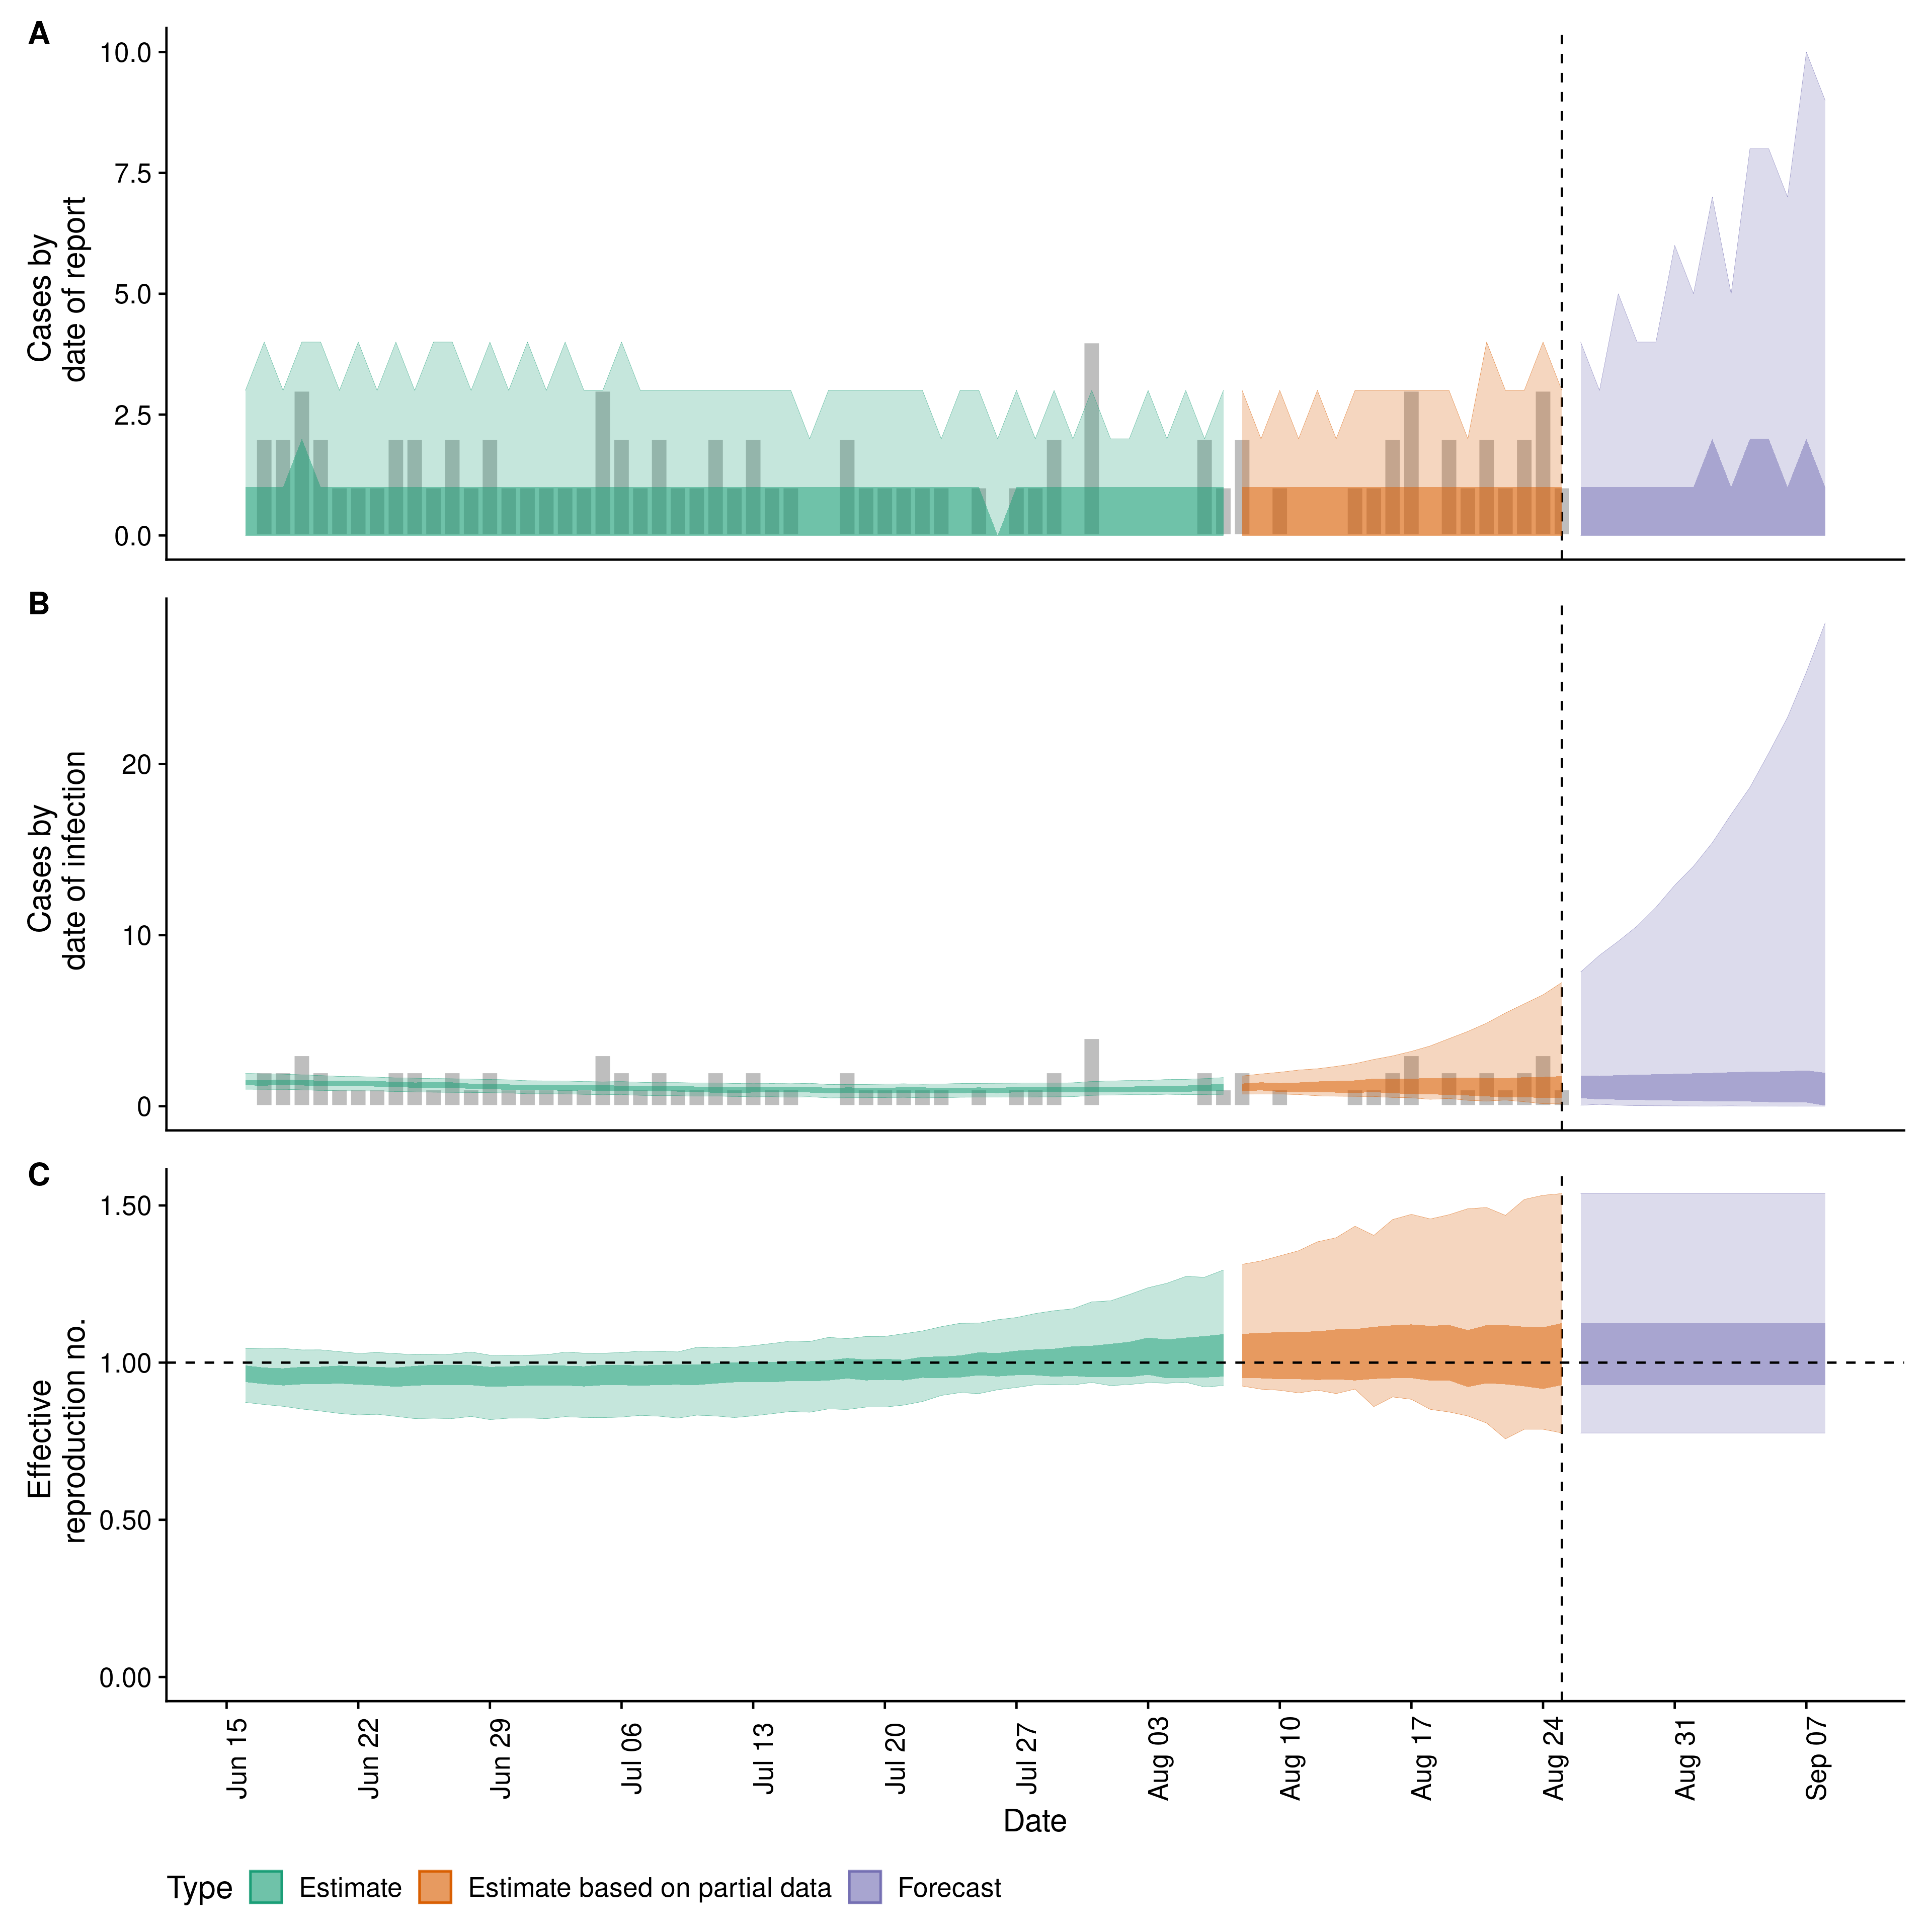 A
Cases by
date of report
10.0
7.5
5.0
2.5
0.0
B
Cases by
date of infection
20
10
0
C
Effective
reproduction no.
1.50
1.00
0.50
0.00
Jun 15
Jun 22
Jun 29
Jul 06
Jul 13
Jul 20
Jul 27
Aug 03
Aug 10
Aug 17
Aug 24
Aug 31
Sep 07
Date
Type Estimate Estimate based on partial data Forecast